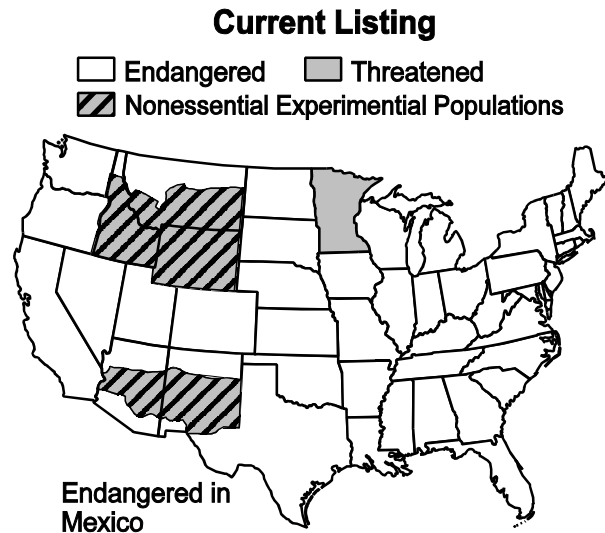 Current Listing
Endangered Threatened
Nonessential Experimential Populations
Endangered in
Mexico